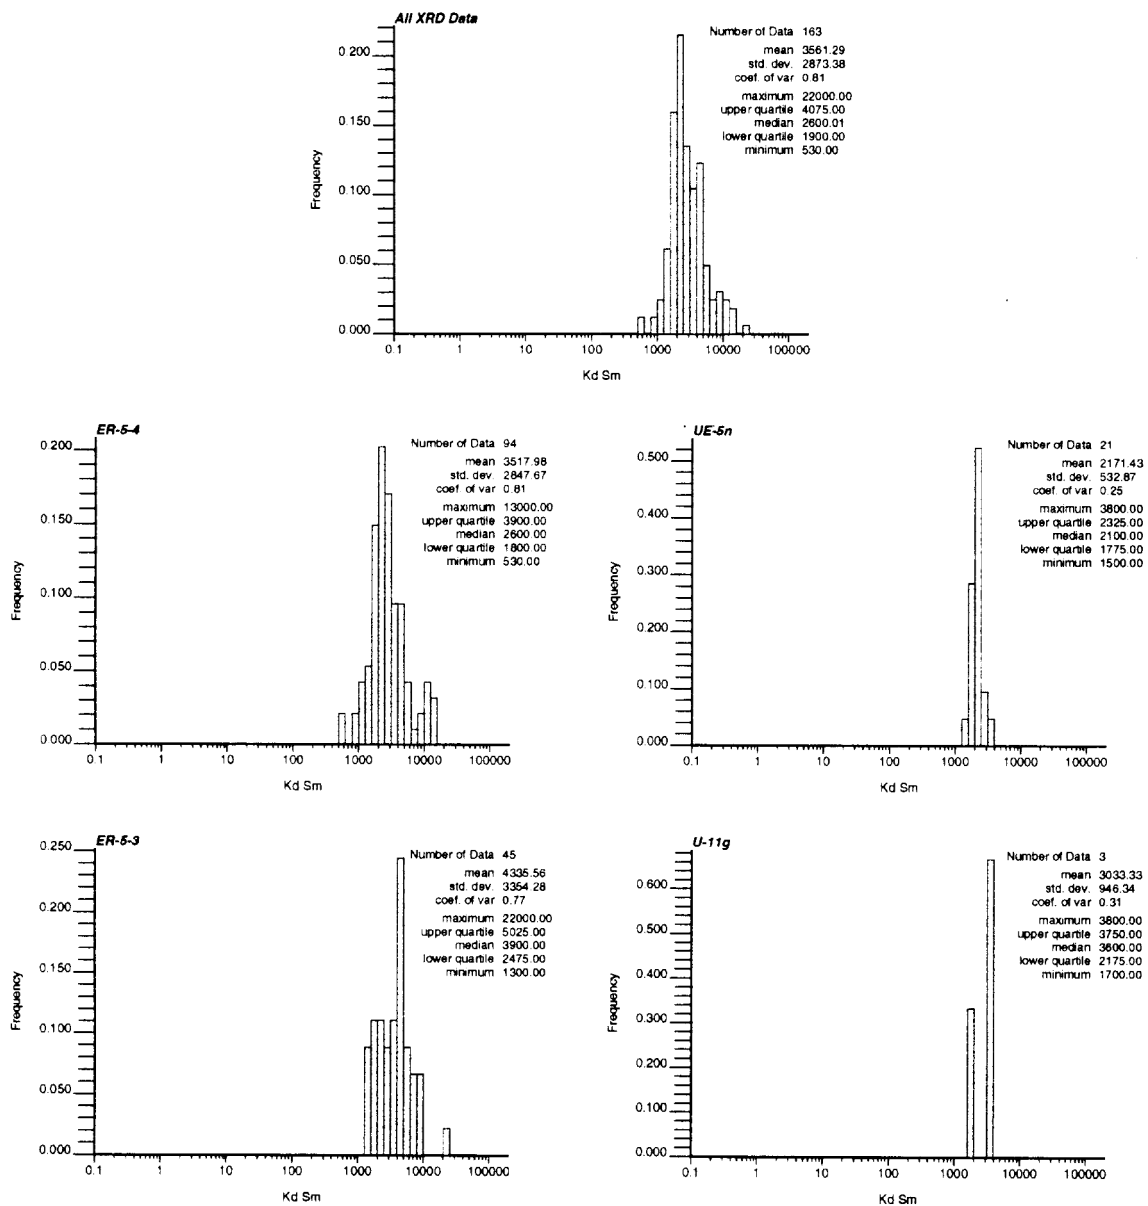 All XRD Data
Number of Data 163
mean 3561.29
std. dev. 2873.38
coef. of var 0.81
maximum 22000.00
upper quartile 4075.00
median 2600.01
lower quartile 1900.00
minimum 530.00
Frequency
0.200
0.150
0.100
0.050
0.000
0.1 1 10 100 1000 10000 100000
Kd Sm
ER-5-4
Number of Data 94
mean 3517.98
std. dev. 2847.67
coef. of var 0.81
maximum 13000.00
upper quartile 3900.00
median 2600.00
lower quartile 1800.00
minimum 530.00
Frequency
0.200
0.150
0.100
0.050
0.000
0.1 1 10 100 1000 10000 100000
Kd Sm
UE-5n
Number of Data 21
mean 2171.43
std. dev. 532.87
coef. of var 0.25
maximum 3800.00
upper quartile 2325.00
median 2100.00
lower quartile 1775.00
minimum 1500.00
Frequency
0.500
0.400
0.300
0.200
0.100
0.000
0.1 1 10 100 1000 10000 100000
Kd Sm
ER-5-3
Number of Data 45
mean 4335.56
std. dev. 3354.28
coef. of var 0.77
maximum 22000.00
upper quartile 5025.00
median 3900.00
lower quartile 2475.00
minimum 1300.00
Frequency
0.250
0.200
0.150
0.100
0.050
0.000
0.1 1 10 100 1000 10000 100000
Kd Sm
U-11g
Number of Data 3
mean 3033.33
std. dev. 946.34
coef. of var 0.31
maximum 3800.00
upper quartile 3750.00
median 3600.00
lower quartile 2175.00
minimum 1700.00
Frequency
0.600
0.500
0.400
0.300
0.200
0.100
0.000
0.1 1 10 100 1000 10000 100000
Kd Sm